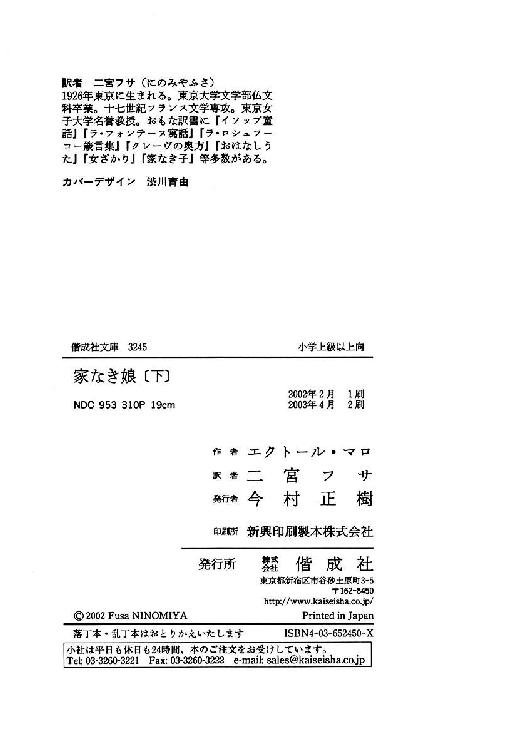 訳者 二宮フサ(にのみやふさ)
1926年東京に生まれる。東京大学文学部仏文
科卒業。十七世紀フランス文学専攻。東京女
子大学名誉教授。おもな訳書に『イソップ童
話』『ラ・フォンテーヌ寓話』『ラ・ロシュフー
コー箴言集』『クレーヴの奥方』『おはなしう
た』『女ざかり』『家なき子』等多数がある。
カバーデザイン 渋川育由
偕成社文庫 3245 小学上級以上向
家なき娘〔下〕
2002年2月 1刷
NDC 953 310P 19cm 2003年4月 2刷
作者 エクトール・マロ
訳者 二宮フサ
発行者 今村正樹
印刷所 新興印刷製本株式会社
発行所 株式会社 偕成社
東京都新宿区市谷砂土原町3-5
〒162-8450
http://www.kaiseisha.co.jp/
©2002 Fusa NINOMIYA Printed in Japan
落丁本・乱丁本はおとりかえいたします ISBN4-03-652450-X
小社は平日も休日も24時間、本のご注文をお受けしています。
Tel: 03-3260-3221 Fax: 03-3260-3222 e-mail: sales@kaiseisha.co.jp